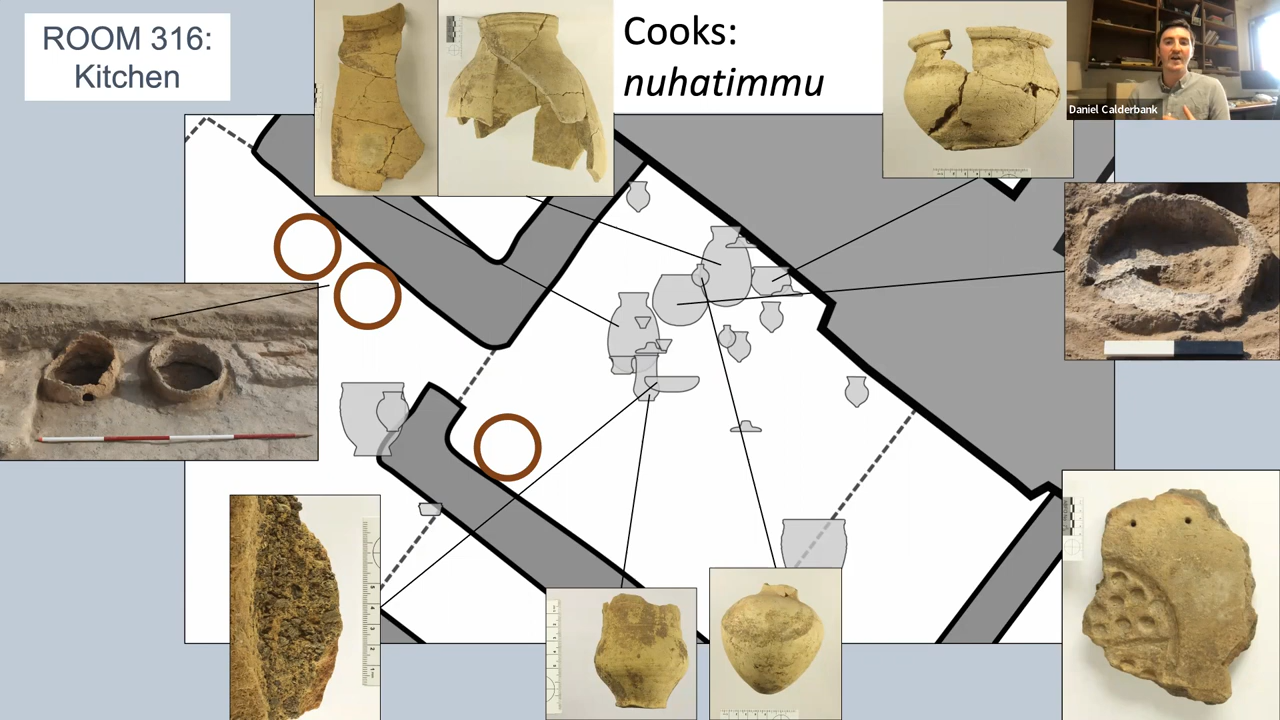 ROOM 316:
Kitchen
Cooks:
nuhatimmu
Daniel Calderbank